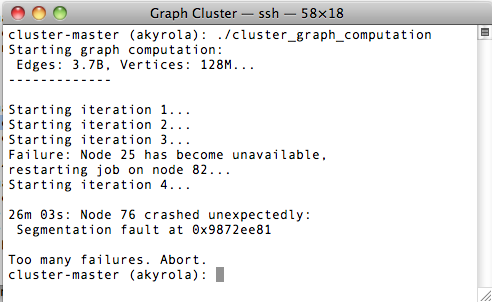 Graph Cluster — ssh — 58×18
cluster-master (akyrola): ./cluster_graph_computation
Starting graph computation:
Edges: 3.7B, Vertices: 128M...
-------------
Starting iteration 1...
Starting iteration 2...
Starting iteration 3...
Failure: Node 25 has become unavailable,
restarting job on node 82...
Starting iteration 4...
26m 03s: Node 76 crashed unexpectedly:
Segmentation fault at 0x9872ee81
Too many failures. Abort.
cluster-master (akyrola):